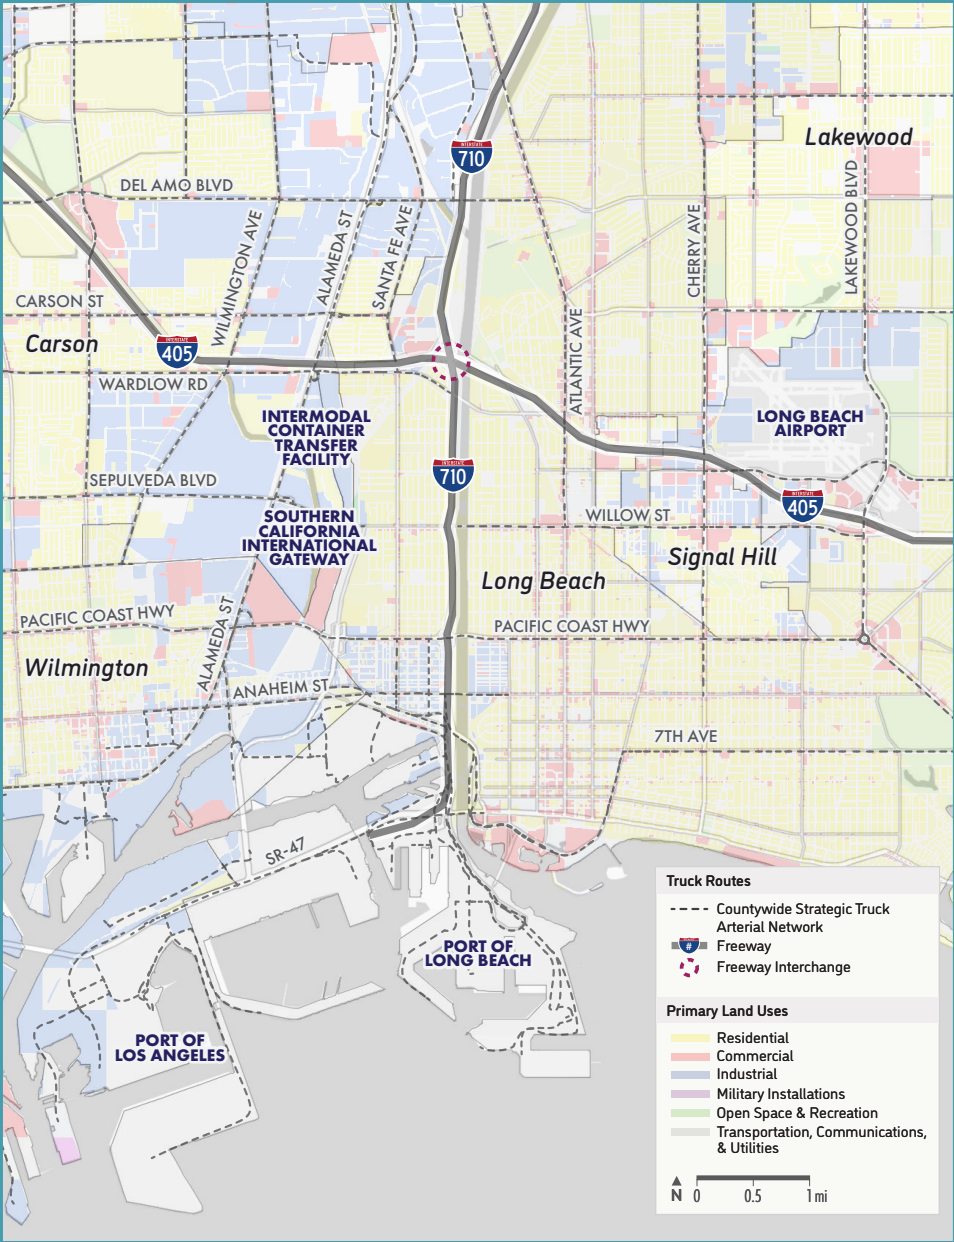 INTERSTATE
710
Lakewood
DEL AMO BLVD
LAKEWOOD BLVD
WILMINGTON AVE
ALAMEDA ST
SANTA FE AVE
CHERRY AVE
CARSON ST
Carson
INTERSTATE
405
ATLANTIC AVE
WARDLOW RD
INTERMODAL
CONTAINER
TRANSFER
FACILITY
LONG BEACH
AIRPORT
INTERSTATE
710
SEPULVEDA BLVD
INTERSTATE
405
SOUTHERN
CALIFORNIA
INTERNATIONAL
GATEWAY
WILLOW ST
Signal Hill
Long Beach
PACIFIC COAST HWY
PACIFIC COAST HWY
ALAMEDA ST
Wilmington
ANAHEIM ST
7TH AVE
SR-47
PORT OF
LONG BEACH
PORT OF
LOS ANGELES
Truck Routes
Countywide Strategic Truck
Arterial Network
#
Freeway
Freeway Interchange
Primary Land Uses
Residential
Commercial
Industrial
Military Installations
Open Space & Recreation
Transportation, Communications,
& Utilities
N
0 0.5 1 mi